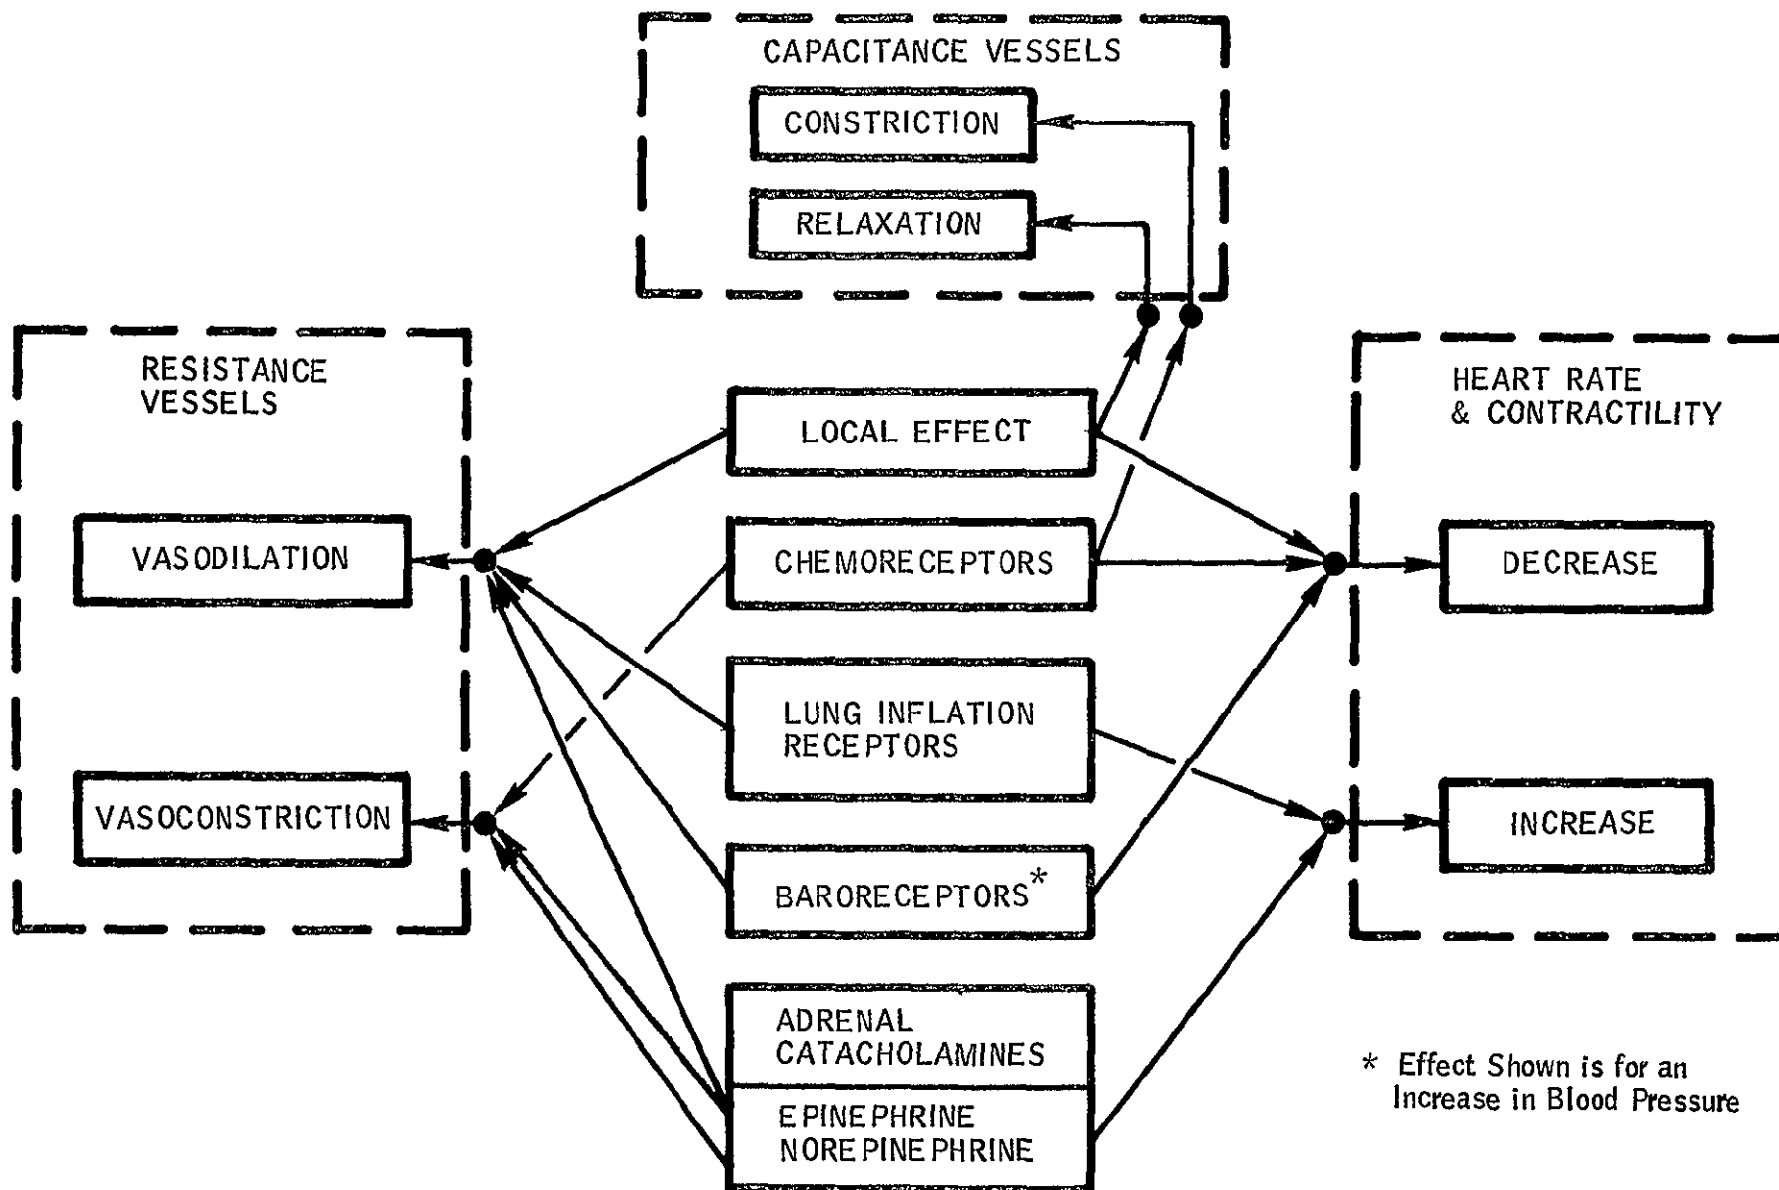 CAPACITANCE VESSELS
CONSTRICTION
RELAXATION
RESISTANCE
VESSELS
VASODILATION
VASOCONSTRICTION
LOCAL EFFECT
CHEMORECEPTORS
LUNG INFLATION
RECEPTORS
BARORECEPTORS*
ADRENAL
CATACHOLAMINES
EPINEPHRINE
NOREPINEPHRINE
HEART RATE
& CONTRACTILITY
DECREASE
INCREASE
* Effect Shown is for an
Increase in Blood Pressure